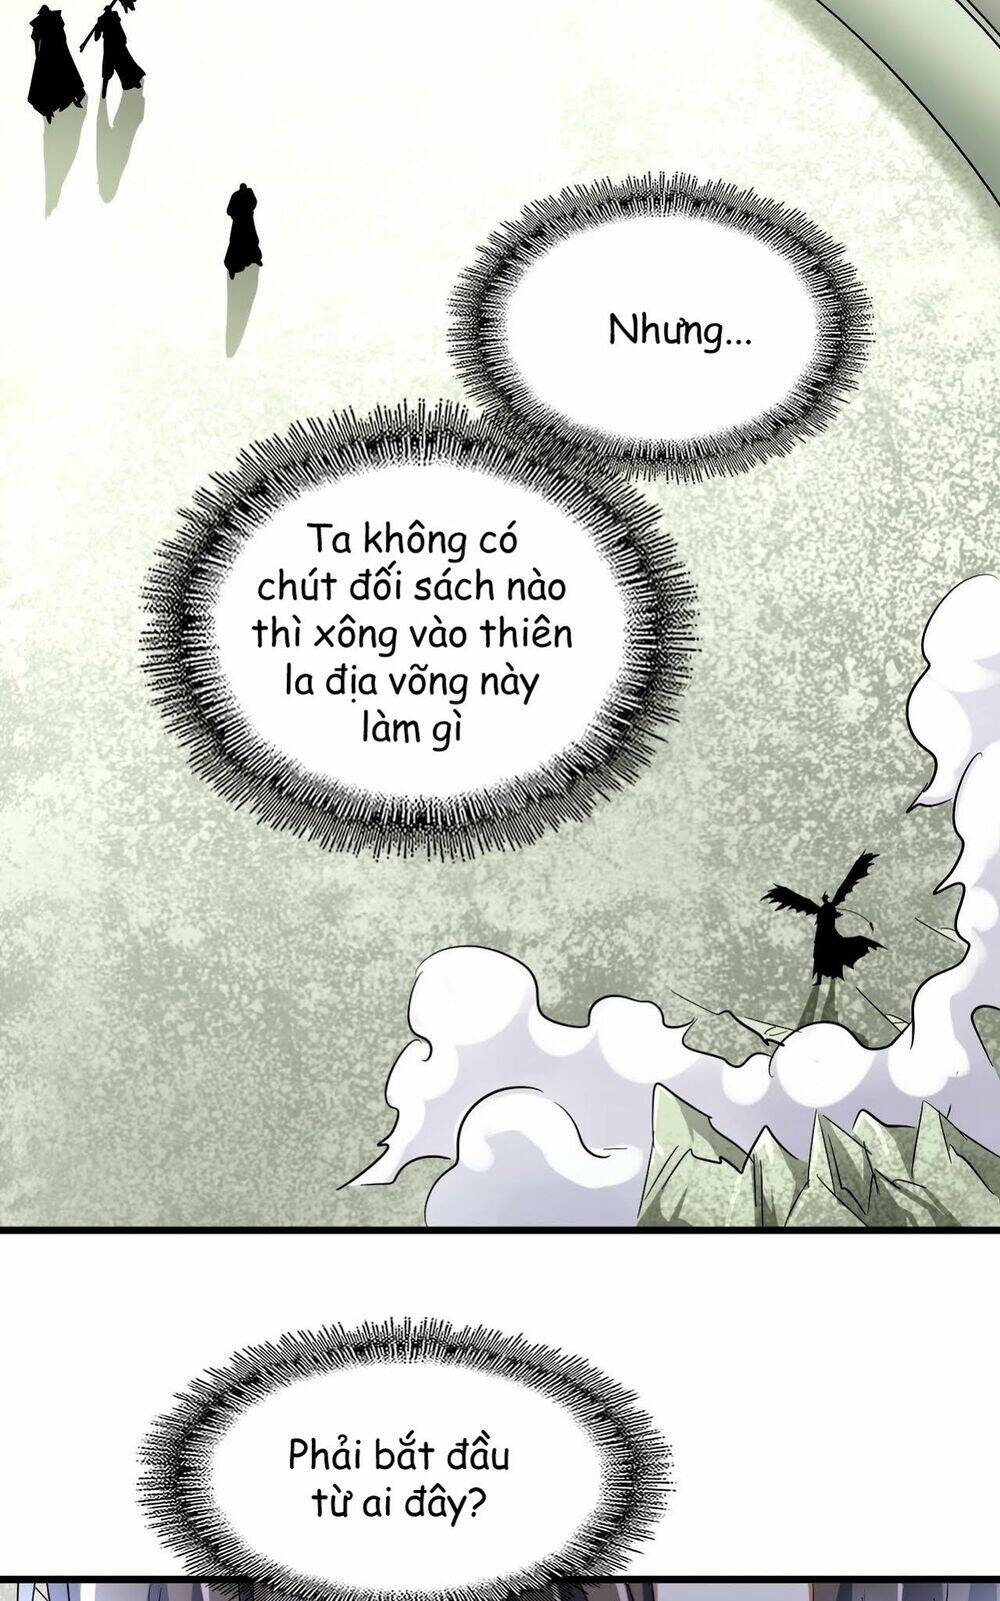 Nhưng...
Ta không có
chút đối sách nào
thì xông vào thiên
la địa võng này
làm gì
Phải bắt đầu
từ ai đây?